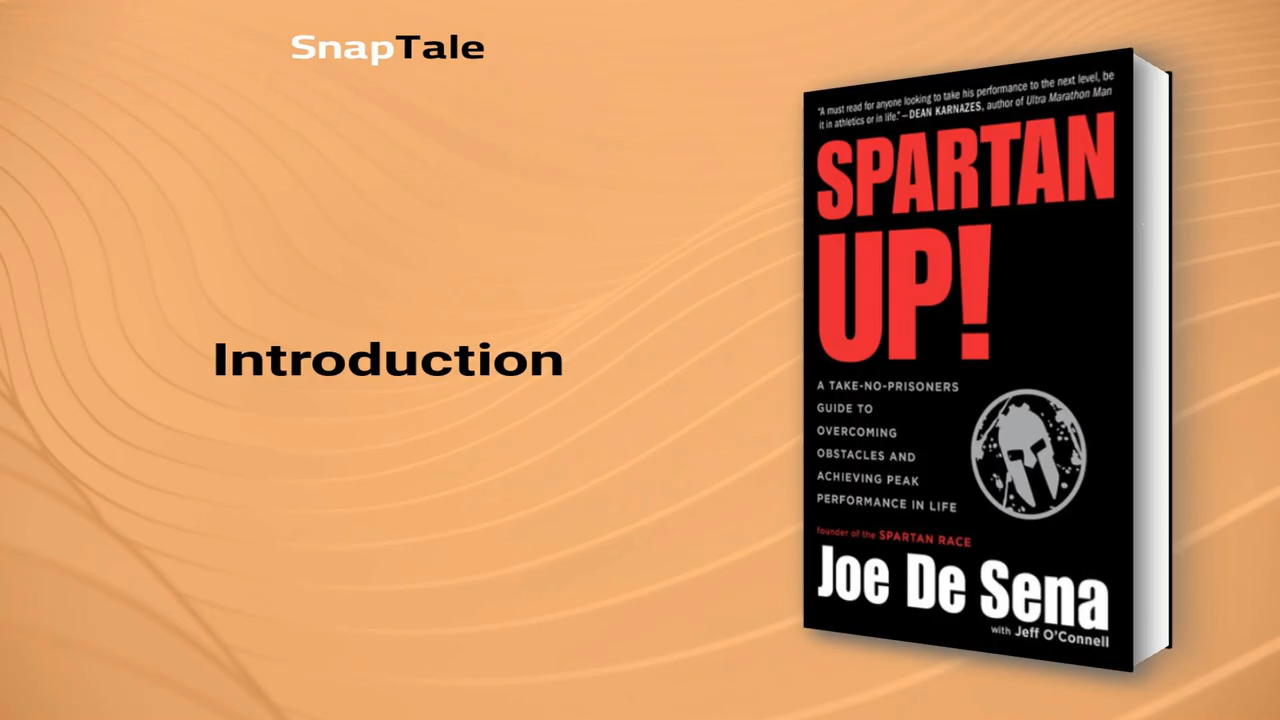 SnapTale
Introduction
"A must read for anyone looking to take his performance to the next level, be
it in athletics or in life."—DEAN KARNAZES, author of Ultra Marathon Man
SPARTAN
UP!
A TAKE-NO-PRISONERS
GUIDE TO
OVERCOMING
OBSTACLES AND
ACHIEVING PEAK
PERFORMANCE IN LIFE
founder of the SPARTAN RACE
Joe De Sena
with Jeff O'Connell